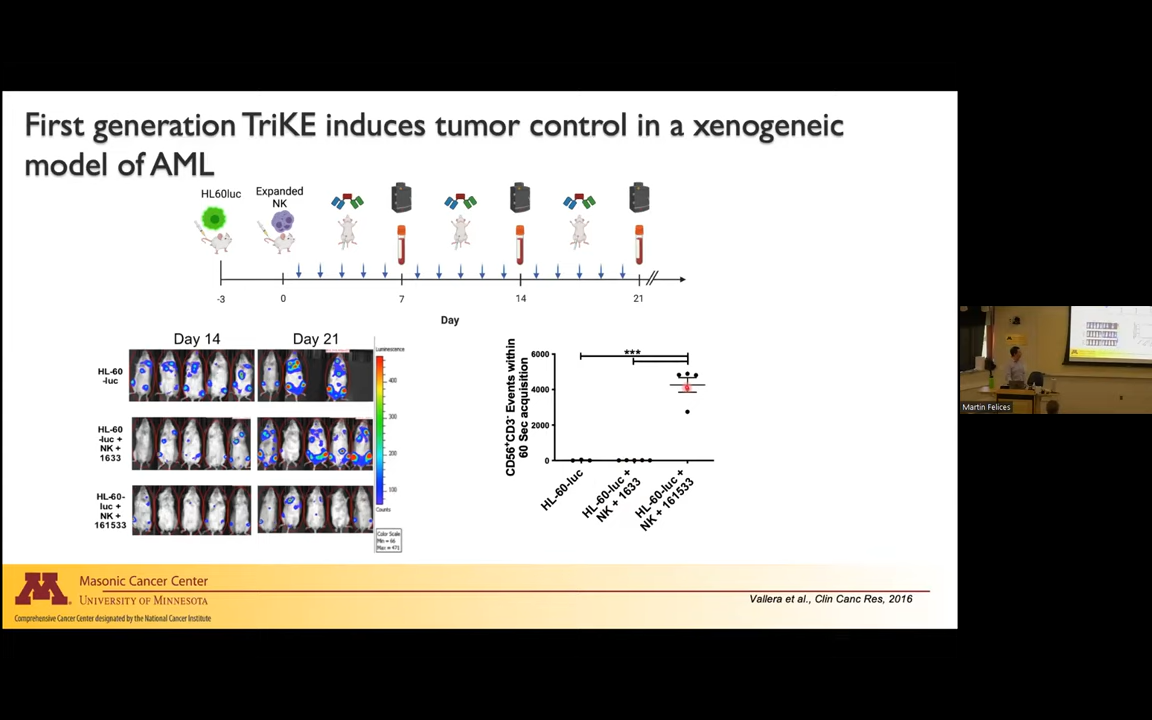 First generation TriKE induces tumor control in a xenogeneic
model of AML
HL60luc
Expanded
NK
-3
0
7
14
21
Day
Day 14
Day 21
HL-60
-luc
HL-60
-luc +
NK +
1633
HL-60-
luc +
NK +
161533
Luminescence
400
300
200
100
Counts
Color Scale
Min = 66
Max = 471
CD56+CD3- Events within
60 Sec acquisition
6000
4000
2000
0
***
HL-60-luc
HL-60-luc +
NK + 1633
HL-60-luc +
NK + 161533
M
Masonic Cancer Center
UNIVERSITY OF MINNESOTA
Comprehensive Cancer Center designated by the National Cancer Institute
Vallera et al., Clin Canc Res, 2016
Martin Felices